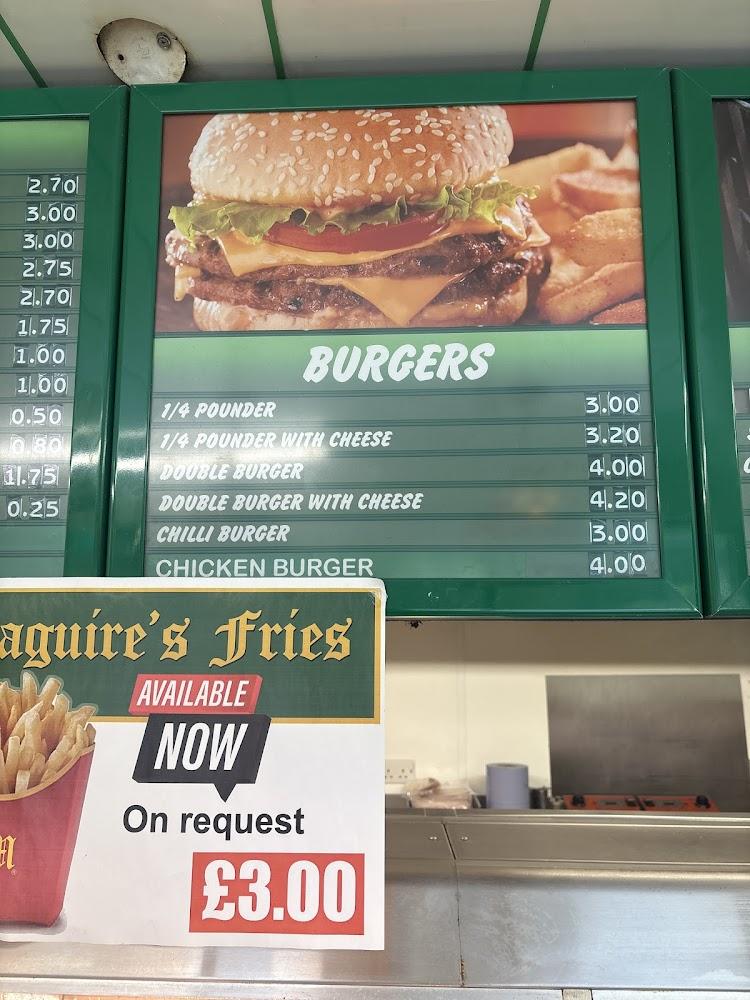 2.70
3.00
3.00
2.75
2.70
1.75
1.00
1.00
0.50
0.80
1.75
0.25
BURGERS
1/4 POUNDER 3.00
1/4 POUNDER WITH CHEESE 3.20
DOUBLE BURGER 4.00
DOUBLE BURGER WITH CHEESE 4.20
CHILLI BURGER 3.00
CHICKEN BURGER 4.00
aguire's Fries
AVAILABLE
NOW
On request
£3.00